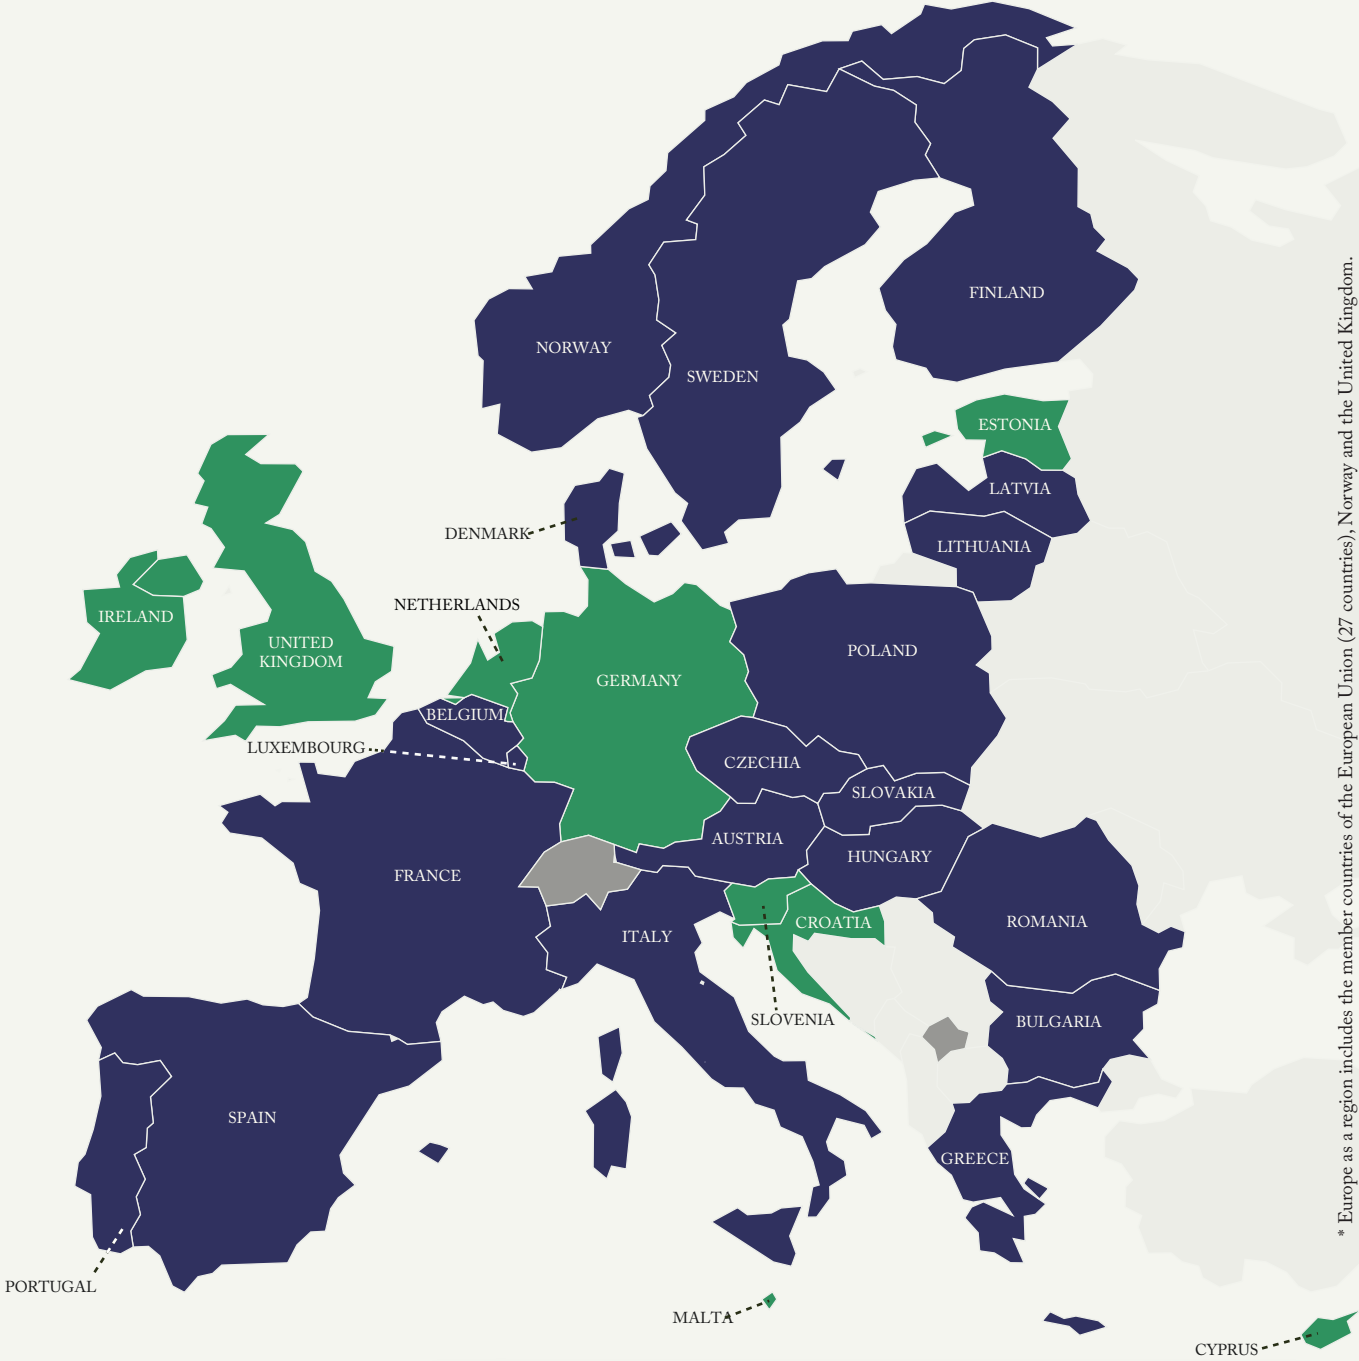 FINLAND
NORWAY
SWEDEN
ESTONIA
LATVIA
DENMARK
LITHUANIA
NETHERLANDS
IRELAND
UNITED
KINGDOM
POLAND
GERMANY
BELGIUM
LUXEMBOURG
CZECHIA
SLOVAKIA
AUSTRIA
HUNGARY
FRANCE
ROMANIA
CROATIA
ITALY
SLOVENIA
BULGARIA
SPAIN
GREECE
PORTUGAL
MALTA
CYPRUS
* Europe as a region includes the member countries of the European Union (27 countries), Norway and the United Kingdom.